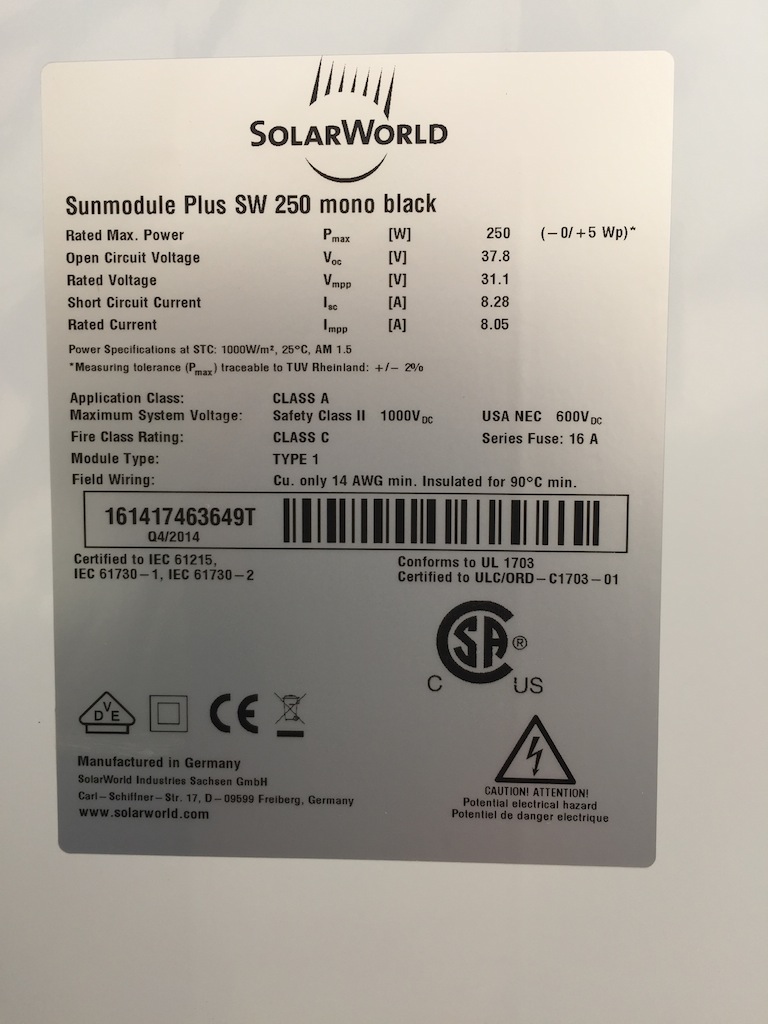 SOLARWORLD
Sunmodule Plus SW 250 mono black
Rated Max. Power Pmax [W] 250 (−0/+5 Wp)*
Open Circuit Voltage Voc [V] 37.8
Rated Voltage Vmpp [V] 31.1
Short Circuit Current Isc [A] 8.28
Rated Current Impp [A] 8.05
Power Specifications at STC: 1000W/m², 25°C, AM 1.5
*Measuring tolerance (Pmax) traceable to TUV Rheinland: +/− 2%
Application Class: CLASS A
Maximum System Voltage: Safety Class II 1000VDC USA NEC 600VDC
Fire Class Rating: CLASS C Series Fuse: 16 A
Module Type: TYPE 1
Field Wiring: Cu. only 14 AWG min. Insulated for 90°C min.
161417463649T
Q4/2014
Certified to IEC 61215,
IEC 61730−1, IEC 61730−2
Conforms to UL 1703
Certified to ULC/ORD−C1703−01
CSA®
C US
DVE
CE
Manufactured in Germany
SolarWorld Industries Sachsen GmbH
Carl−Schiffner−Str. 17, D−09599 Freiberg, Germany
www.solarworld.com
CAUTION! ATTENTION!
Potential electrical hazard
Potentiel de danger electrique